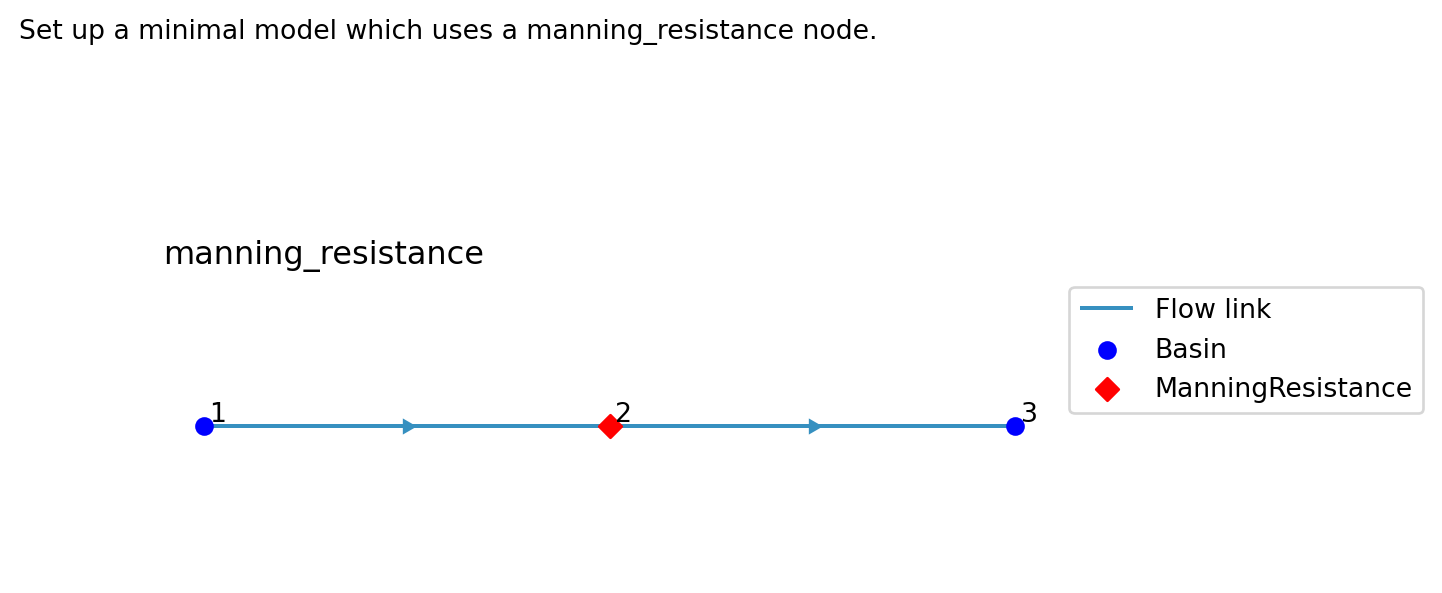 Set up a minimal model which uses a manning_resistance node.
manning_resistance
Flow link
Basin
ManningResistance
1
2
3